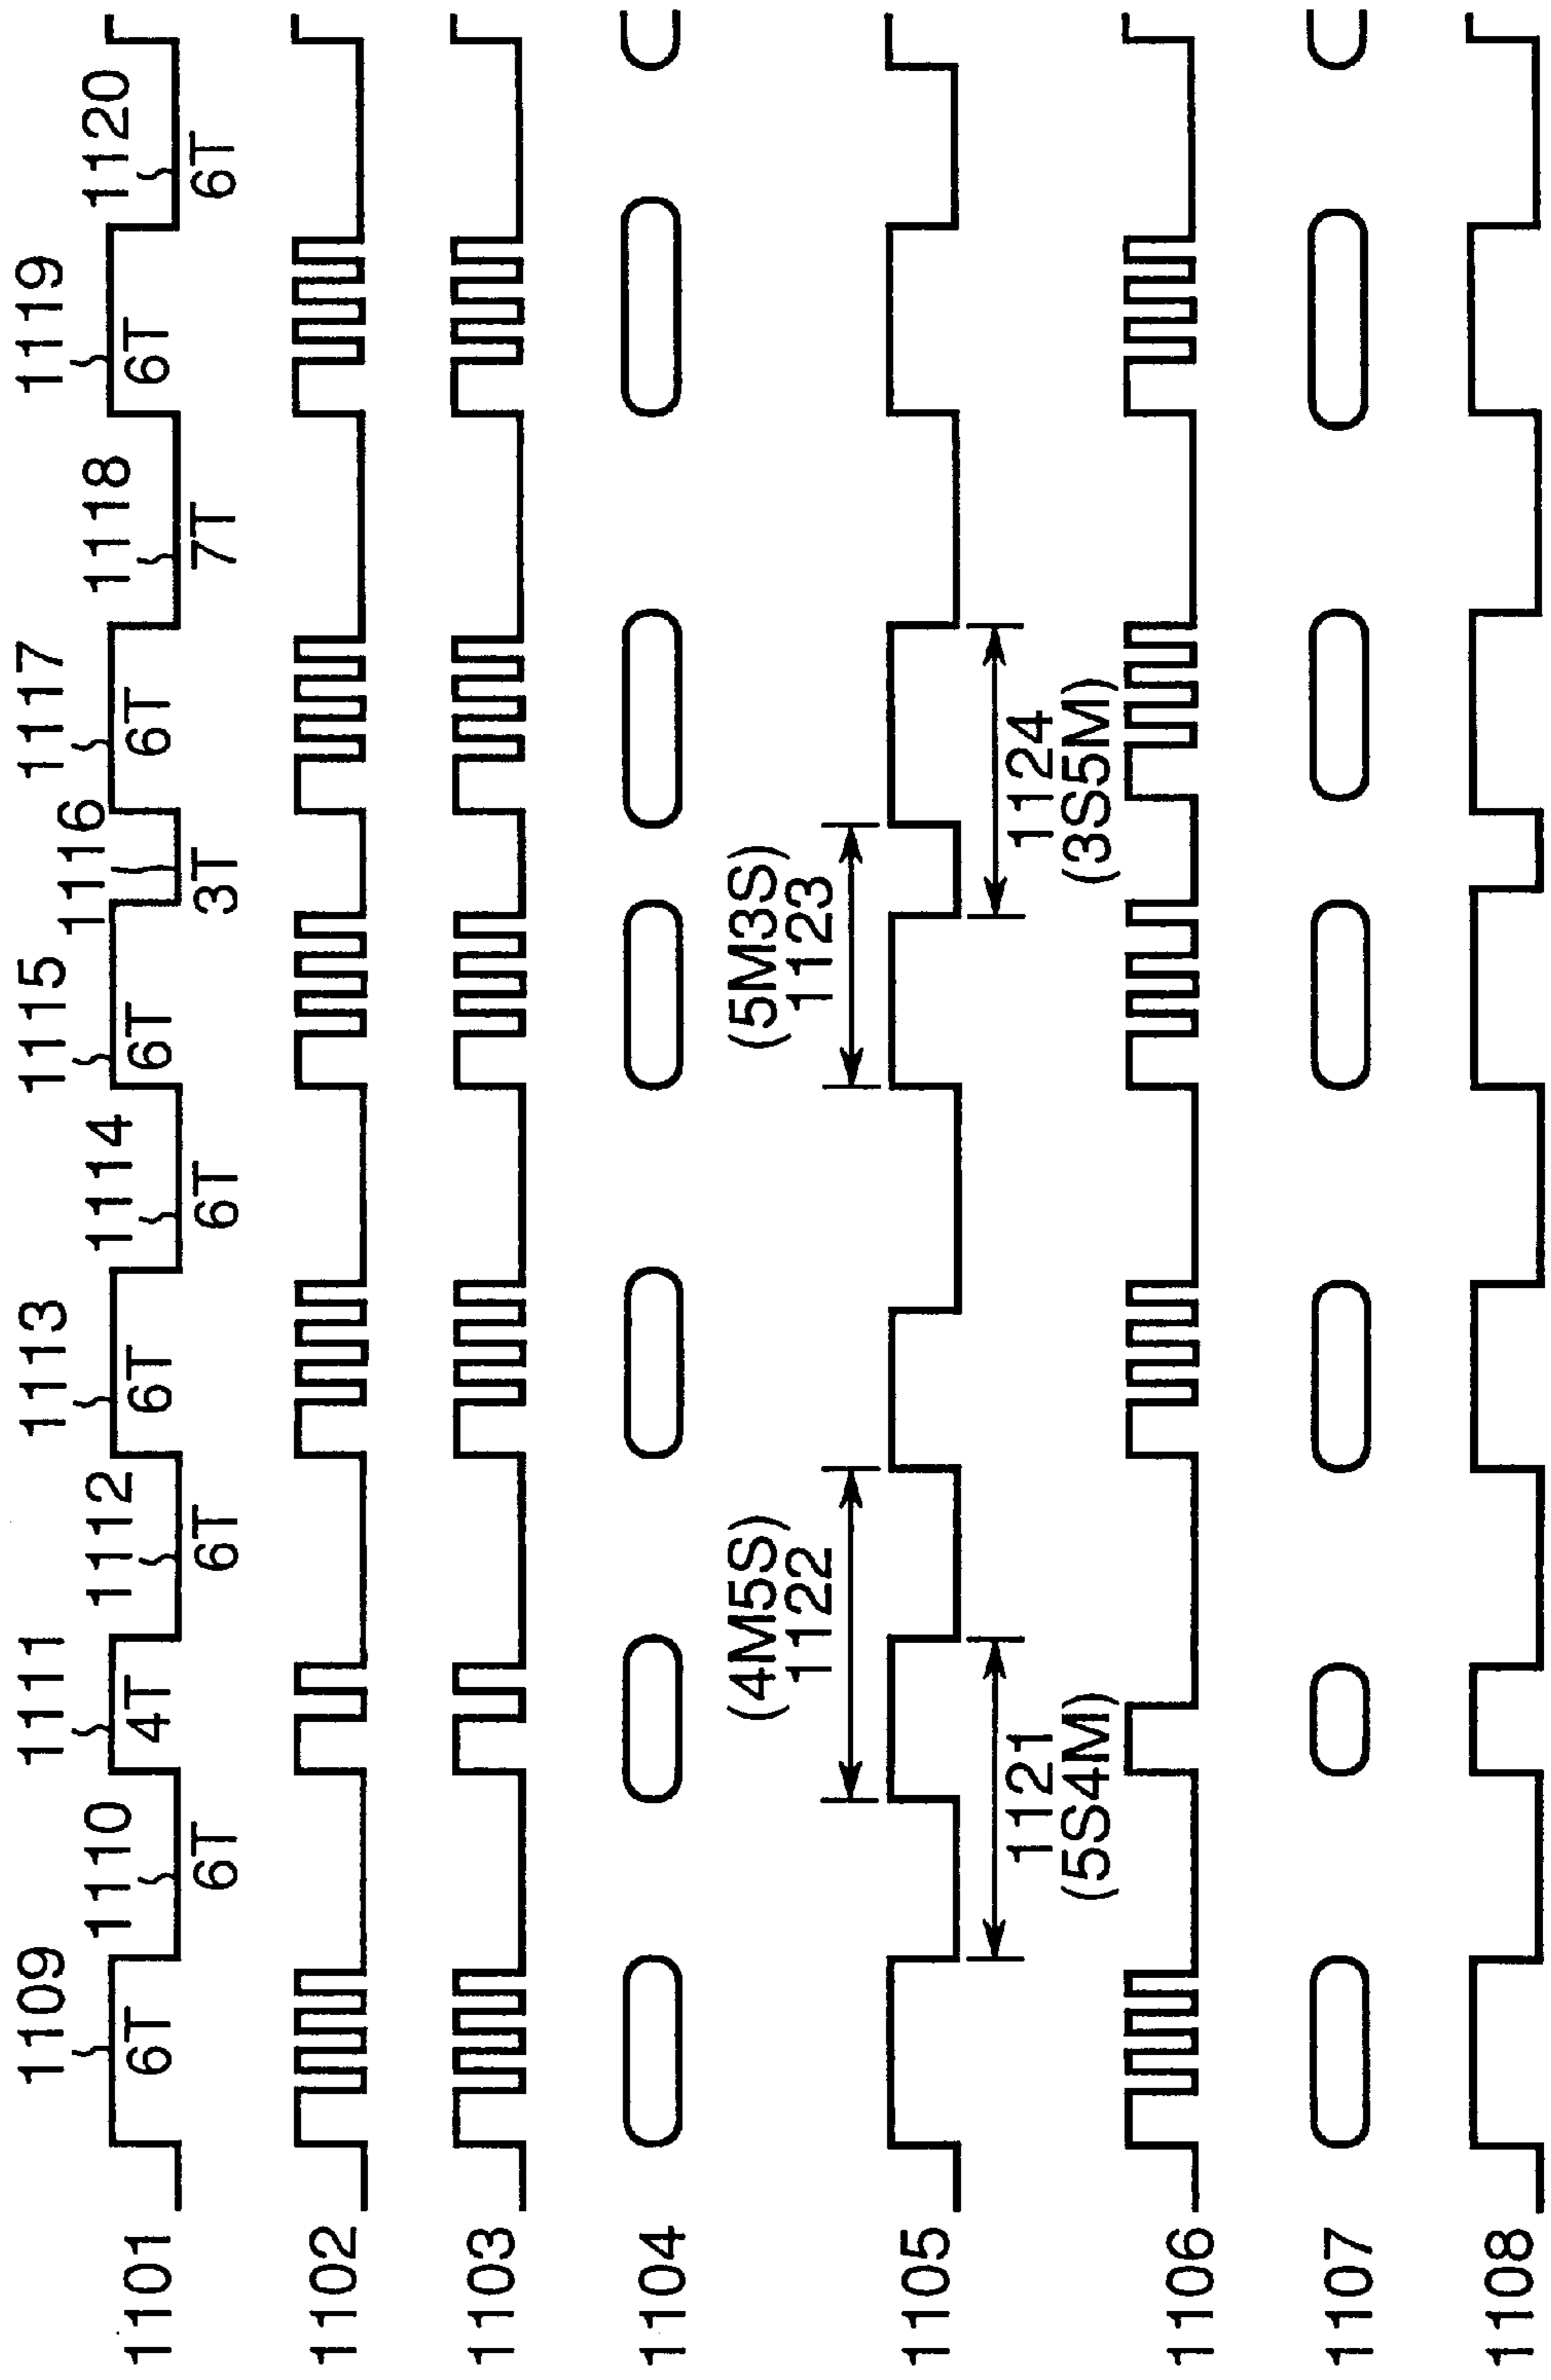 1109 1111 1113 1115 1117 1119
1110 1112 1114 1116 1118 1120
1101 6T 4T 6T 6T 6T 6T
6T 6T 6T 3T 7T 6T
1102
1103
1104
(4M5S) (5M3S)
1122 1123
1105
1121 1124
(5S4M) (3S5M)
1106
1107
1108